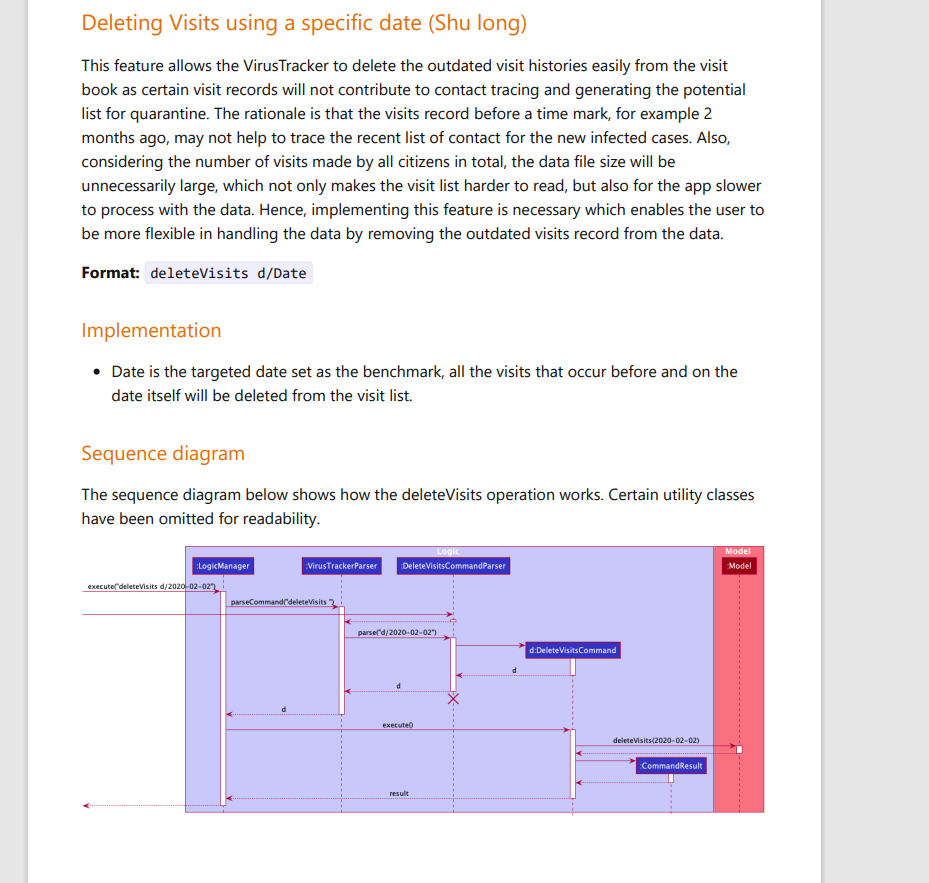 Deleting Visits using a specific date (Shu long)
This feature allows the VirusTracker to delete the outdated visit histories easily from the visit
book as certain visit records will not contribute to contact tracing and generating the potential
list for quarantine. The rationale is that the visits record before a time mark, for example 2
months ago, may not help to trace the recent list of contact for the new infected cases. Also,
considering the number of visits made by all citizens in total, the data file size will be
unnecessarily large, which not only makes the visit list harder to read, but also for the app slower
to process with the data. Hence, implementing this feature is necessary which enables the user to
be more flexible in handling the data by removing the outdated visits record from the data.
Format: deleteVisits d/Date
Implementation
• Date is the targeted date set as the benchmark, all the visits that occur before and on the
date itself will be deleted from the visit list.
Sequence diagram
The sequence diagram below shows how the deleteVisits operation works. Certain utility classes
have been omitted for readability.
Logic
Model
:LogicManager
:VirusTrackerParser
:DeleteVisitsCommandParser
:Model
execute("deleteVisits d/2020-02-02")
parseCommand("deleteVisits ")
parse("d/2020-02-02")
d:DeleteVisitsCommand
d
d
d
execute()
deleteVisits(2020-02-02)
:CommandResult
result